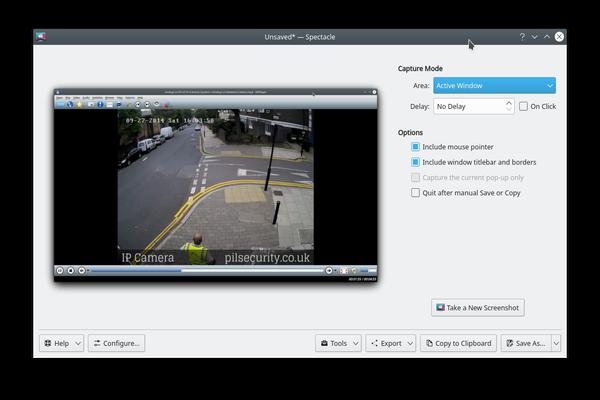 Unsaved* — Spectacle
Capture Mode
Area: Active Window
Delay: No Delay
On Click
Options
Include mouse pointer
Include window titlebar and borders
Capture the current pop-up only
Quit after manual Save or Copy
09-27-2014 Sat 16:03:58
IP Camera
pilsecurity.co.uk
Take a New Screenshot
Help
Configure...
Tools
Export
Copy to Clipboard
Save As...